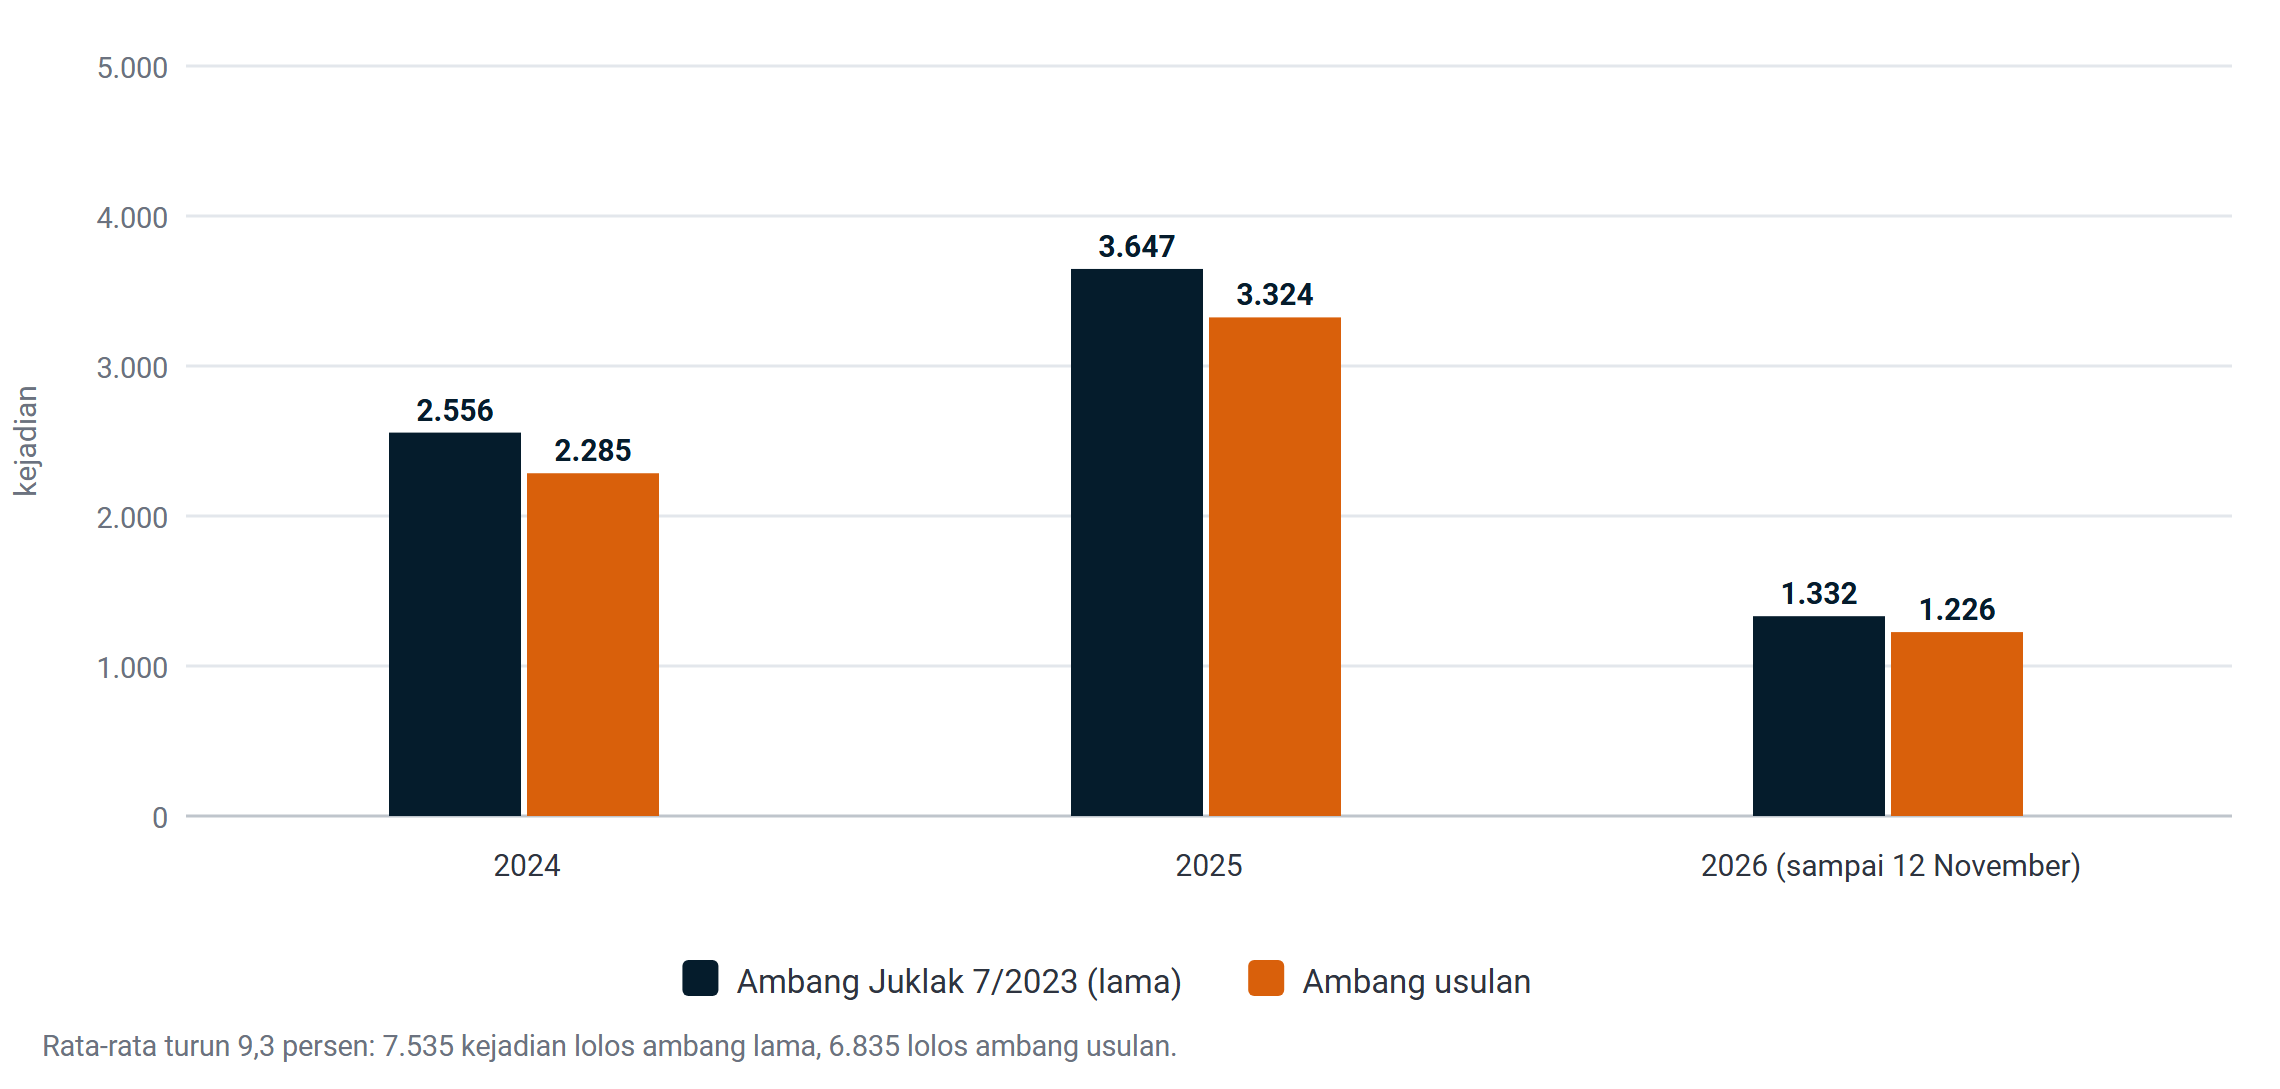 kejadian
5.000
4.000
3.000
2.000
1.000
0
2.556
2.285
3.647
3.324
1.332
1.226
2024
2025
2026 (sampai 12 November)
Ambang Juklak 7/2023 (lama)
Ambang usulan
Rata-rata turun 9,3 persen: 7.535 kejadian lolos ambang lama, 6.835 lolos ambang usulan.